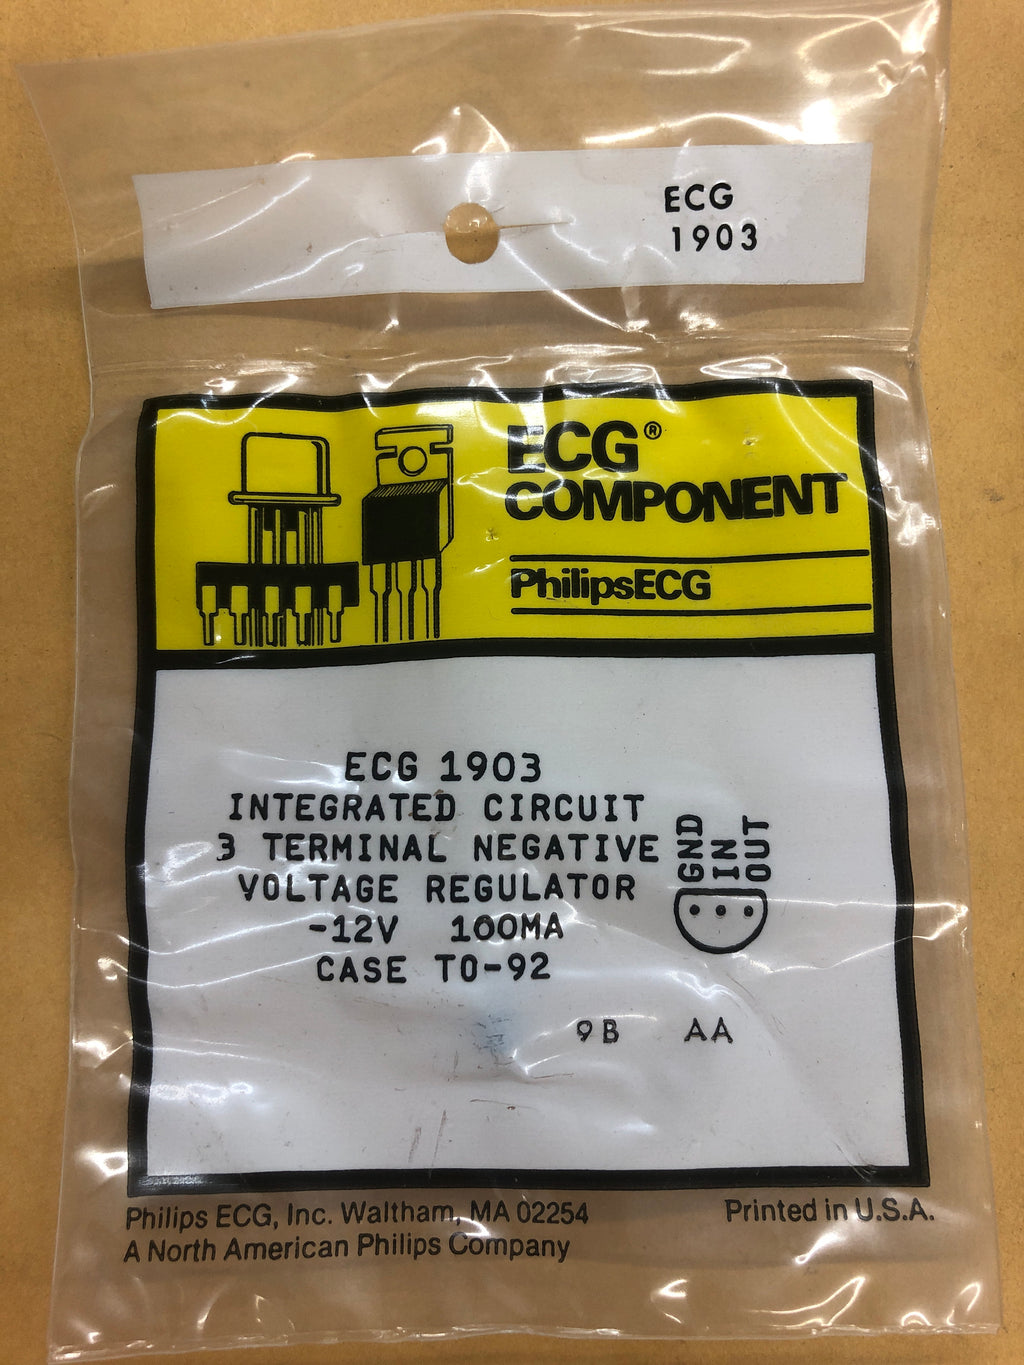 ECG
1903
ECG®
COMPONENT
PhilipsECG
ECG 1903
INTEGRATED CIRCUIT
3 TERMINAL NEGATIVE
VOLTAGE REGULATOR
-12V 100MA
CASE TO-92
GND
IN
OUT
9B AA
Philips ECG, Inc. Waltham, MA 02254
A North American Philips Company
Printed in U.S.A.